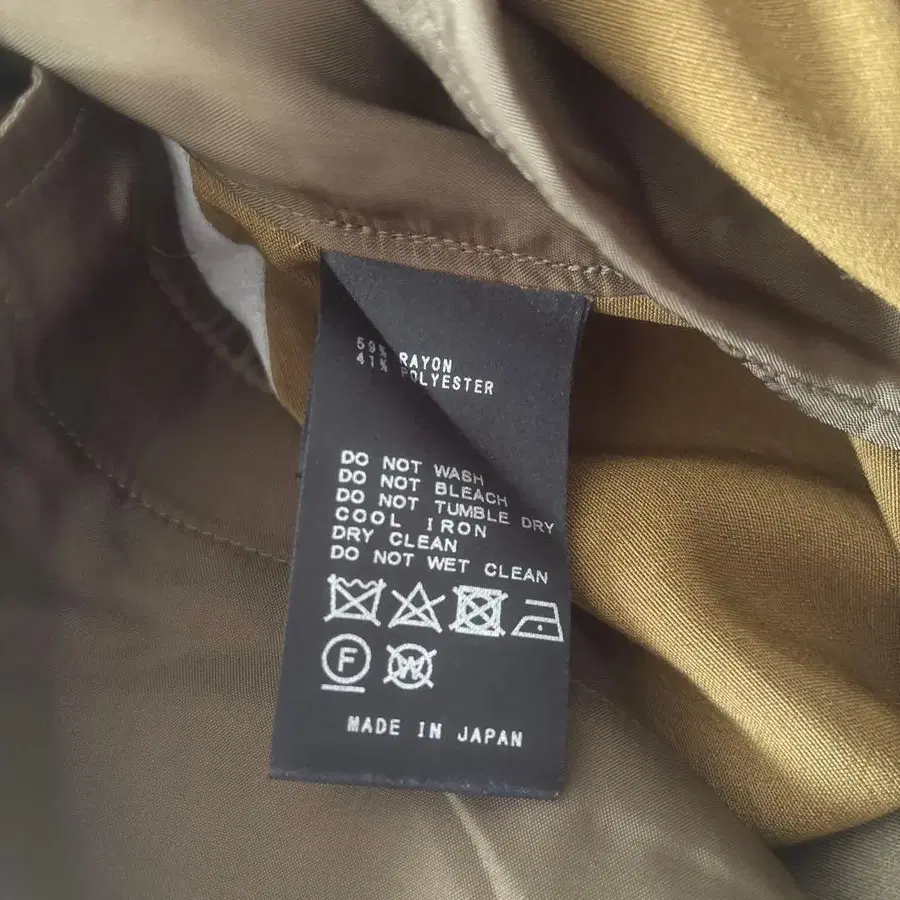 59% RAYON
41% POLYESTER
DO NOT WASH
DO NOT BLEACH
DO NOT TUMBLE DRY
COOL IRON
DRY CLEAN
DO NOT WET CLEAN
F W
MADE IN JAPAN